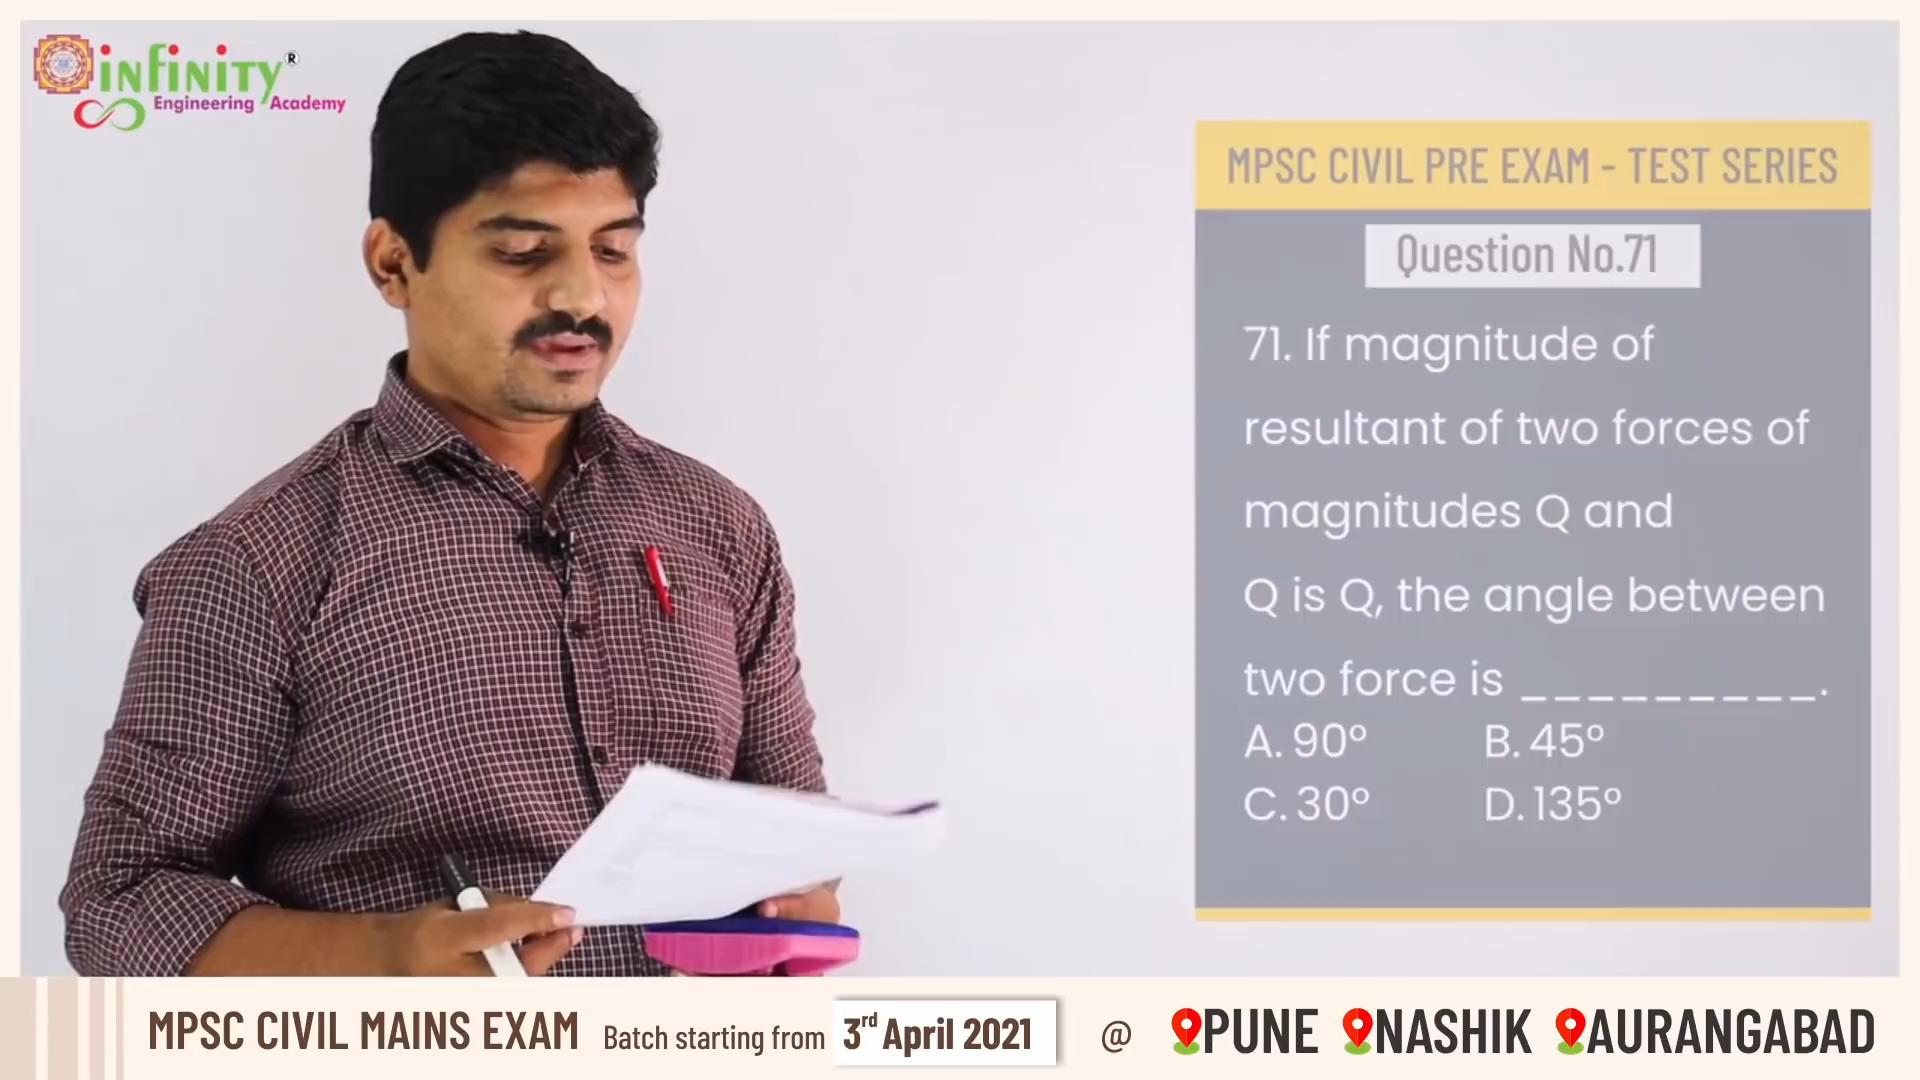 infinity®
Engineering Academy
MPSC CIVIL PRE EXAM - TEST SERIES
Question No.71
71. If magnitude of
resultant of two forces of
magnitudes Q and
Q is Q, the angle between
two force is _________.
A. 90° B. 45°
C. 30° D. 135°
MPSC CIVIL MAINS EXAM Batch starting from 3rd April 2021 @ PUNE NASHIK AURANGABAD